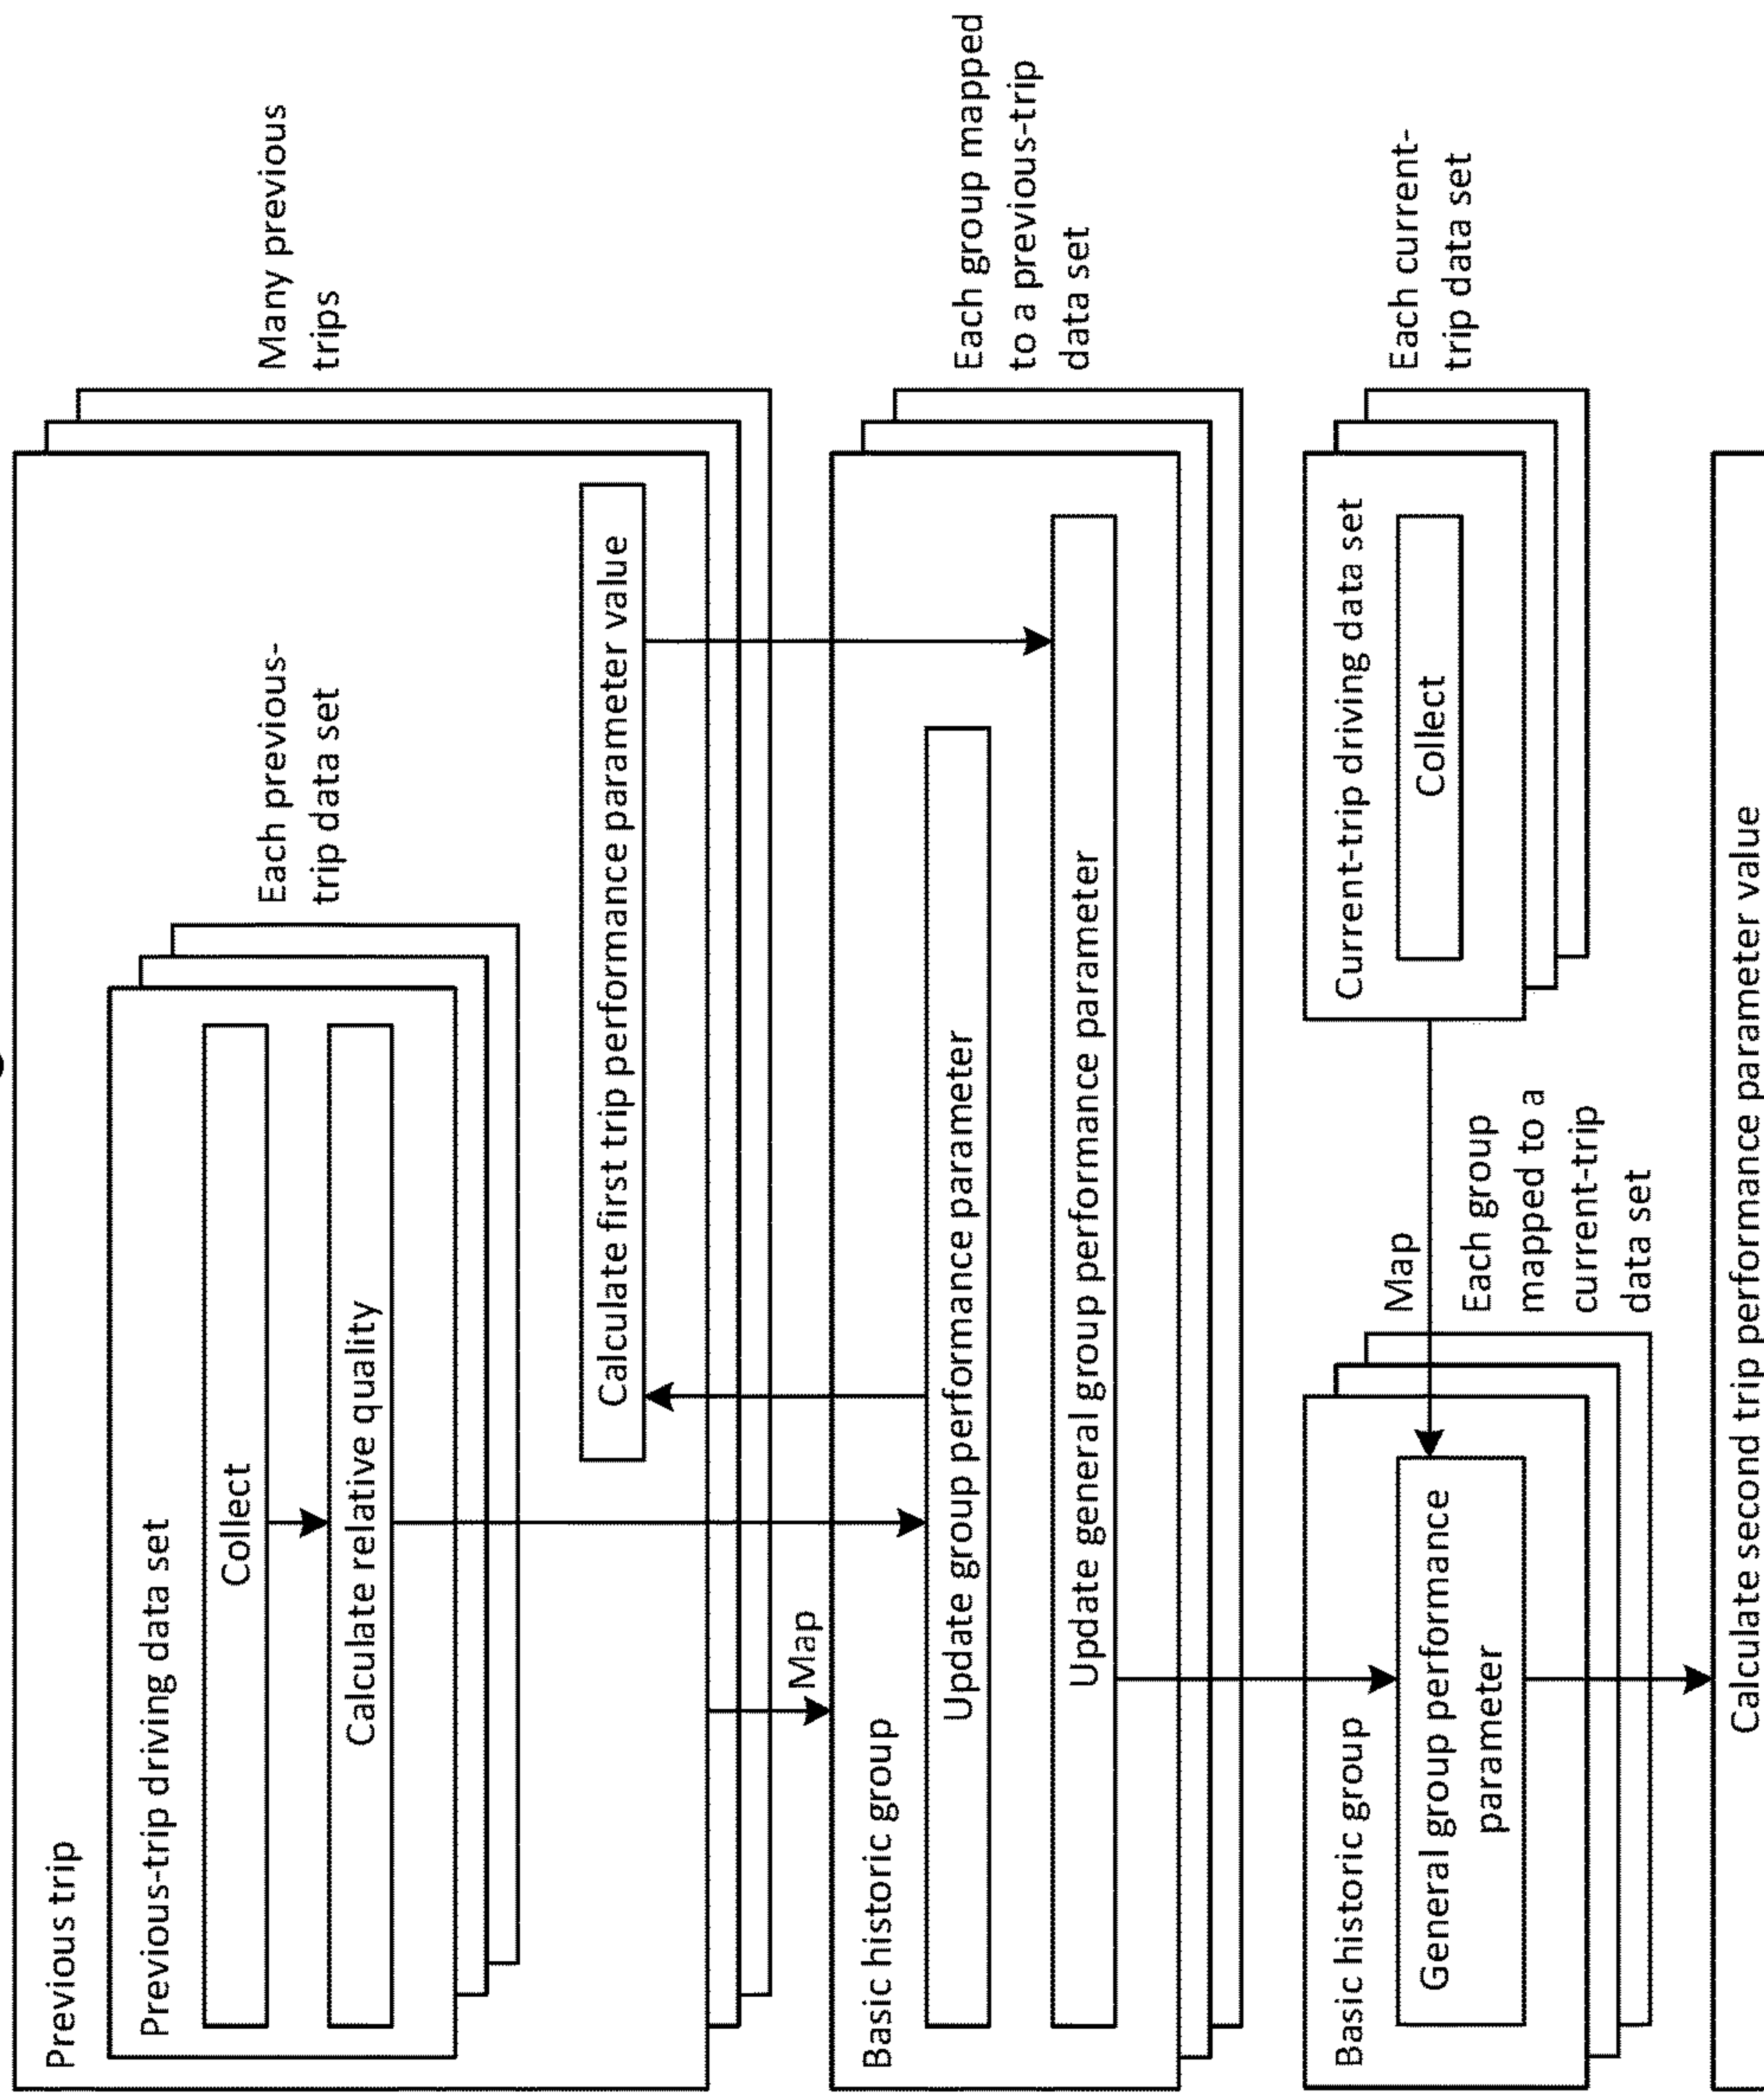 Previous trip
Many previous
trips
Previous-trip driving data set
Each previous-
trip data set
Collect
Calculate relative quality
Calculate first trip performance parameter value
Map
Basic historic group
Each group mapped
to a previous-trip
data set
Update group performance parameter
Update general group performance parameter
Basic historic group
General group performance
parameter
Map
Each group
mapped to a
current-trip
data set
Current-trip driving data set
Collect
Each current-
trip data set
Calculate second trip performance parameter value